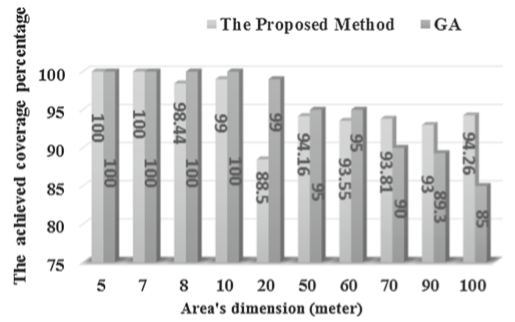 The Proposed Method GA
The achieved coverage percentage
100
95
90
85
80
75
100 100 100 100 98.44 100 99 100 88.5 99 94.16 95 93.55 95 93.81 90 93 89.3 94.26 85
5 7 8 10 20 50 60 70 90 100
Area's dimension (meter)